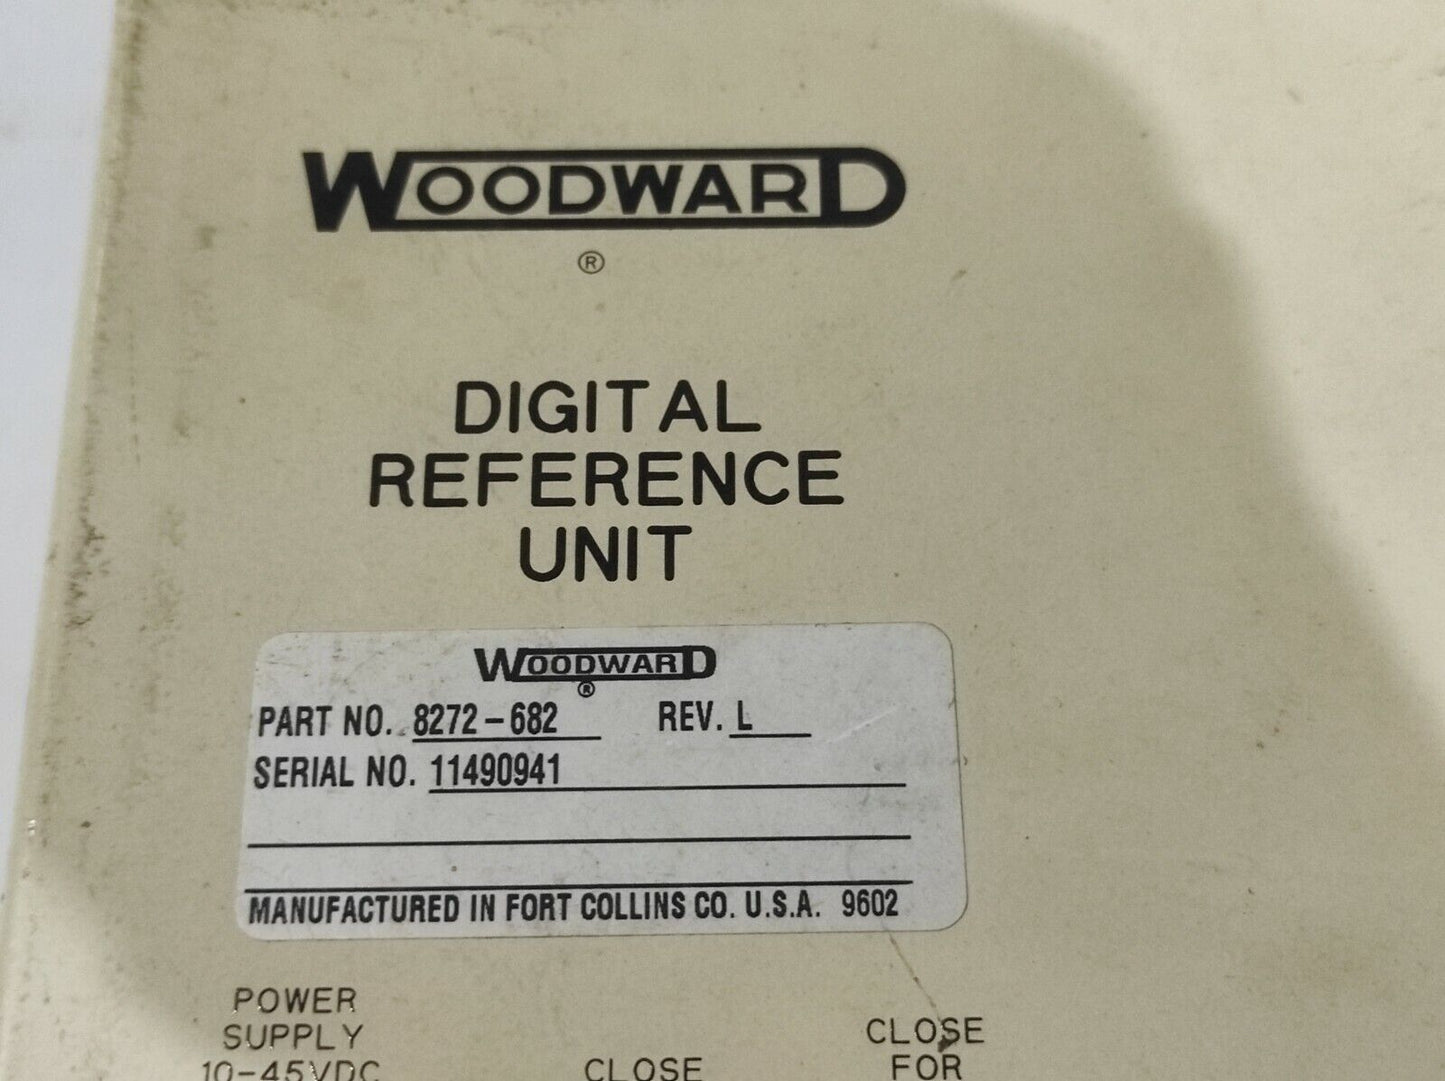 WOODWARD
®
DIGITAL
REFERENCE
UNIT
WOODWARD
®
PART NO. 8272-682 REV. L
SERIAL NO. 11490941
MANUFACTURED IN FORT COLLINS CO. U.S.A. 9602
POWER
SUPPLY
10-45VDC
CLOSE
CLOSE
FOR